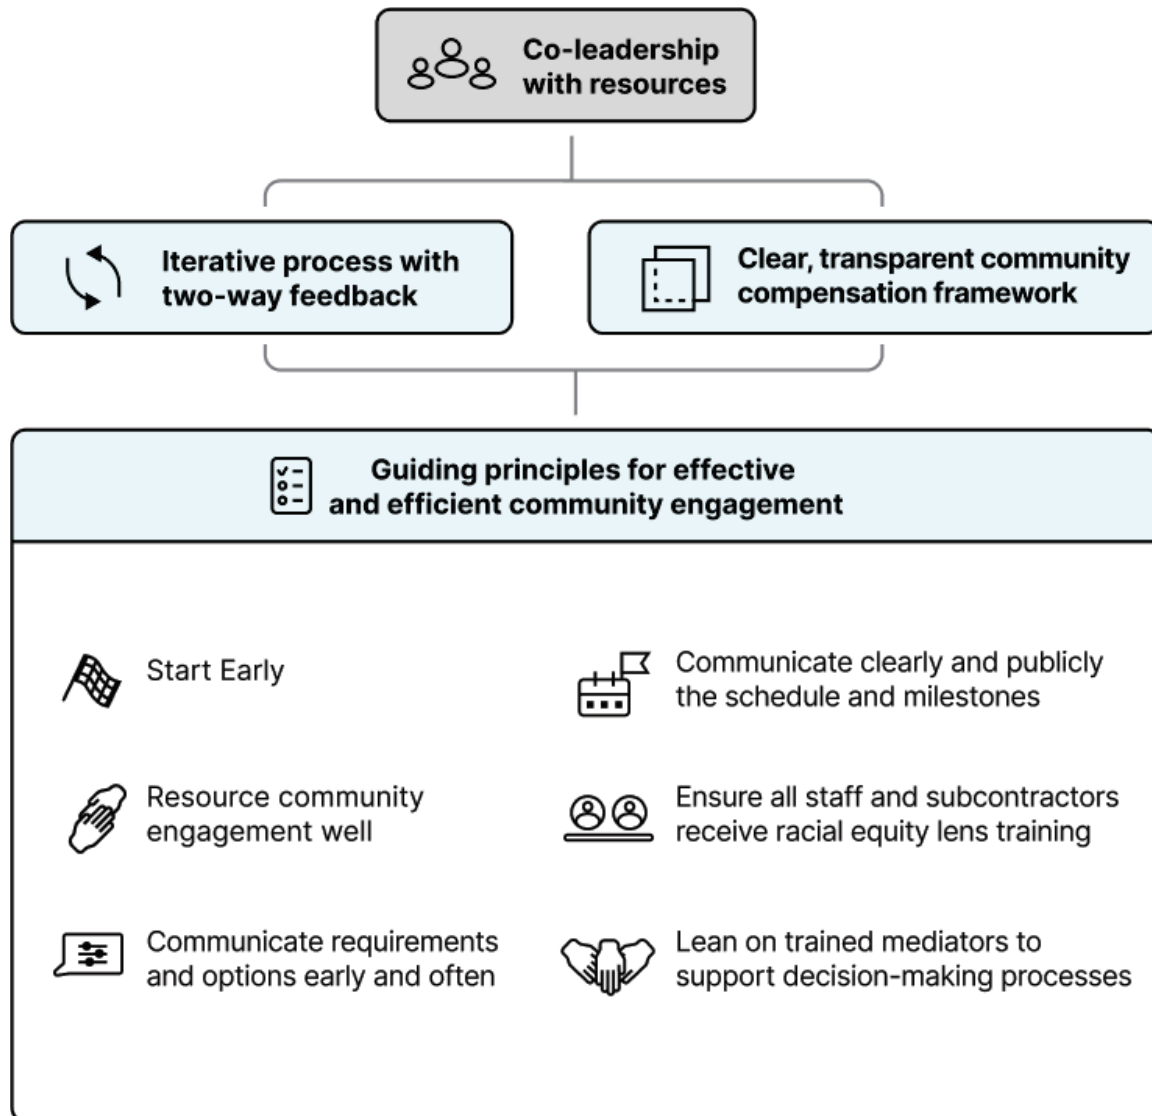 Co-leadership
with resources
Iterative process with
two-way feedback
Clear, transparent community
compensation framework
Guiding principles for effective
and efficient community engagement
Start Early
Communicate clearly and publicly
the schedule and milestones
Resource community
engagement well
Ensure all staff and subcontractors
receive racial equity lens training
Communicate requirements
and options early and often
Lean on trained mediators to
support decision-making processes